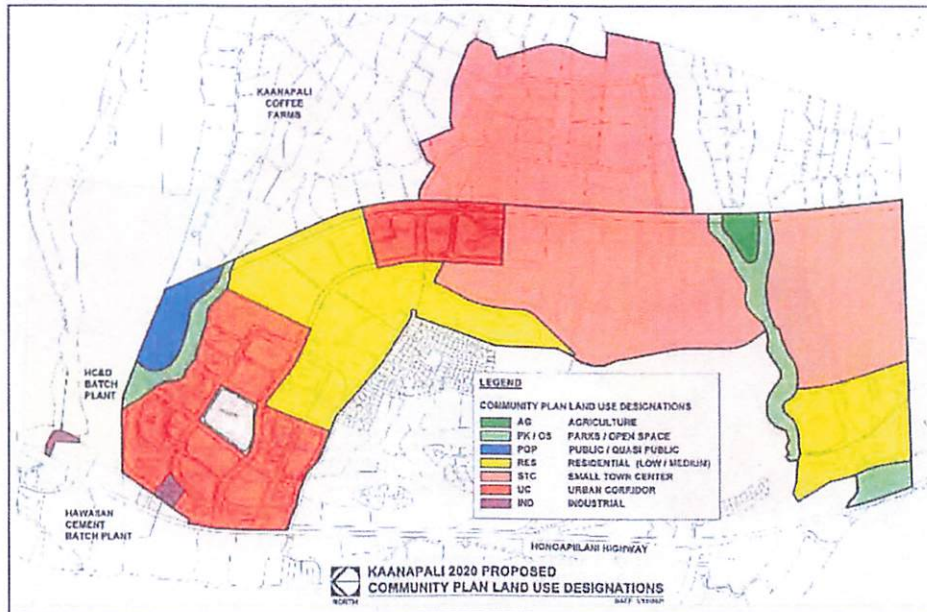 KAANAPALI
COFFEE
FARMS
HC&D
BATCH
PLANT
HAWAIIAN
CEMENT
BATCH PLANT
LEGEND
COMMUNITY PLAN LAND USE DESIGNATIONS
AG AGRICULTURE
PK / OS PARKS / OPEN SPACE
PQP PUBLIC / QUASI PUBLIC
RES RESIDENTIAL (LOW / MEDIUM)
STC SMALL TOWN CENTER
UC URBAN CORRIDOR
IND INDUSTRIAL
HONOAPIILANI HIGHWAY
KAANAPALI 2020 PROPOSED
COMMUNITY PLAN LAND USE DESIGNATIONS
NORTH